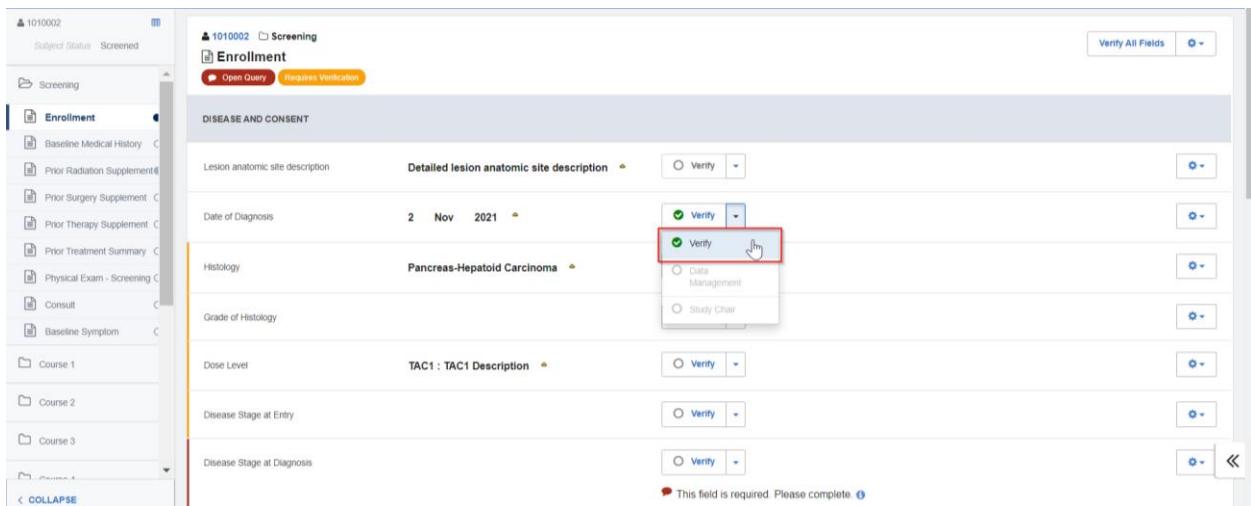 1010002
Subject Status Screened
Screening
Enrollment
Baseline Medical History
Prior Radiation Supplement
Prior Surgery Supplement
Prior Therapy Supplement
Prior Treatment Summary
Physical Exam - Screening
Consult
Baseline Symptom
Course 1
Course 2
Course 3
COLLAPSE
1010002 Screening
Enrollment
Open Query Requires Verification
Verify All Fields
DISEASE AND CONSENT
Lesion anatomic site description Detailed lesion anatomic site description Verify
Date of Diagnosis 2 Nov 2021 Verify
Verify
Histology Pancreas-Hepatoid Carcinoma
Data
Management
Study Chair
Grade of Histology
Dose Level TAC1 : TAC1 Description Verify
Disease Stage at Entry Verify
Disease Stage at Diagnosis Verify
This field is required. Please complete.